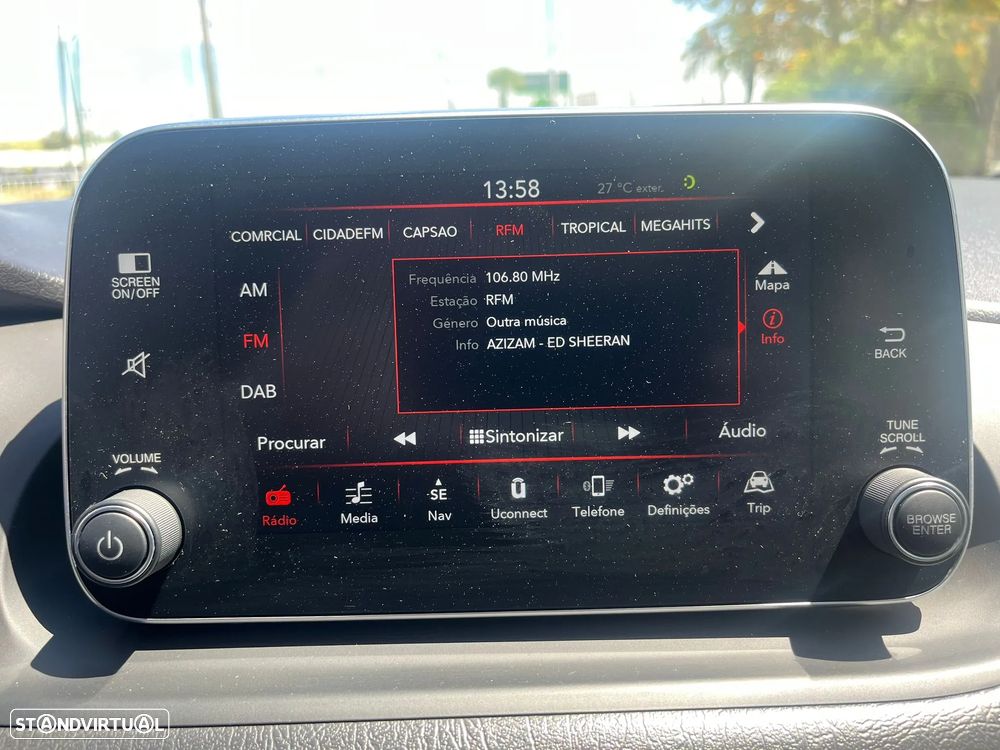 13:58
27 °C exter.
COMRCIAL CIDADEFM CAPSAO RFM TROPICAL MEGAHITS
SCREEN
ON/OFF
AM
FM
DAB
Frequência 106.80 MHz
Estação RFM
Género Outra música
Info AZIZAM - ED SHEERAN
Mapa
Info
BACK
Procurar Sintonizar Áudio
VOLUME
TUNE
SCROLL
Rádio Media SE Nav Uconnect Telefone Definições Trip
BROWSE
ENTER
STANDVIRTUAL